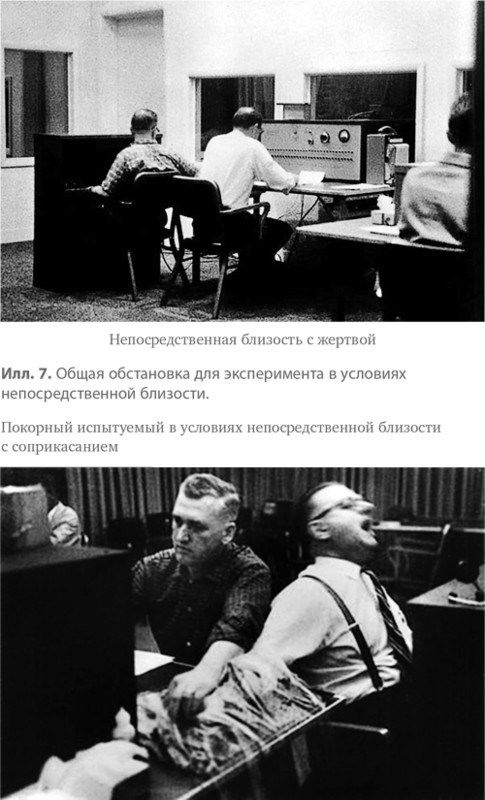 Непосредственная близость с жертвой
Илл. 7. Общая обстановка для эксперимента в условиях
непосредственной близости.
Покорный испытуемый в условиях непосредственной близости
с соприкасанием